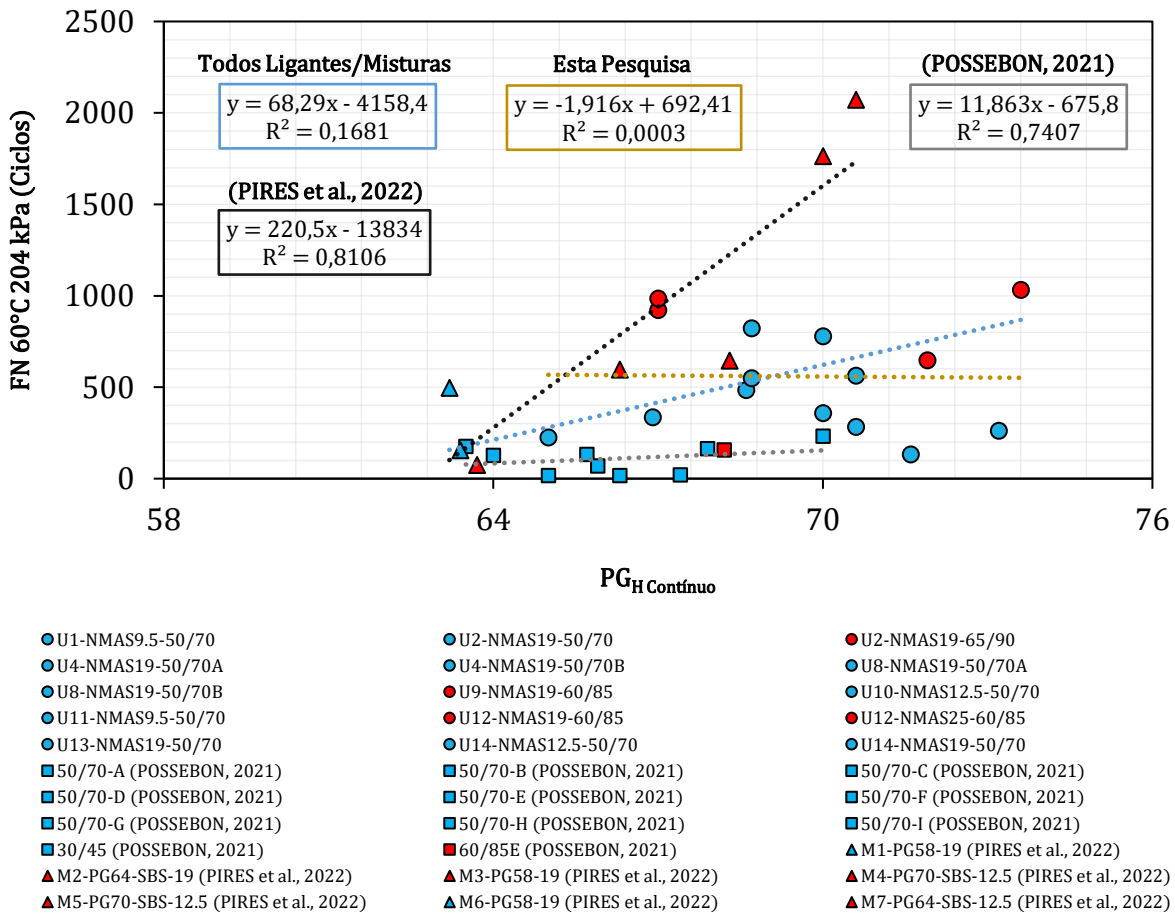 2500
2000
1500
1000
500
0
FN 60°C 204 kPa (Ciclos)
Todos Ligantes/Misturas
y = 68,29x - 4158,4
R² = 0,1681
Esta Pesquisa
y = -1,916x + 692,41
R² = 0,0003
(POSSEBON, 2021)
y = 11,863x - 675,8
R² = 0,7407
(PIRES et al., 2022)
y = 220,5x - 13834
R² = 0,8106
58 64 70 76
PG_H Contínuo
U1-NMAS9.5-50/70 U2-NMAS19-50/70 U2-NMAS19-65/90
U4-NMAS19-50/70A U4-NMAS19-50/70B U8-NMAS19-50/70A
U8-NMAS19-50/70B U9-NMAS19-60/85 U10-NMAS12.5-50/70
U11-NMAS9.5-50/70 U12-NMAS19-60/85 U12-NMAS25-60/85
U13-NMAS19-50/70 U14-NMAS12.5-50/70 U14-NMAS19-50/70
50/70-A (POSSEBON, 2021) 50/70-B (POSSEBON, 2021) 50/70-C (POSSEBON, 2021)
50/70-D (POSSEBON, 2021) 50/70-E (POSSEBON, 2021) 50/70-F (POSSEBON, 2021)
50/70-G (POSSEBON, 2021) 50/70-H (POSSEBON, 2021) 50/70-I (POSSEBON, 2021)
30/45 (POSSEBON, 2021) 60/85E (POSSEBON, 2021) M1-PG58-19 (PIRES et al., 2022)
M2-PG64-SBS-19 (PIRES et al., 2022) M3-PG58-19 (PIRES et al., 2022) M4-PG70-SBS-12.5 (PIRES et al., 2022)
M5-PG70-SBS-12.5 (PIRES et al., 2022) M6-PG58-19 (PIRES et al., 2022) M7-PG64-SBS-12.5 (PIRES et al., 2022)